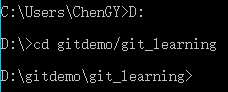 C:\Users\ChenGY>D:
D:\>cd gitdemo/git_learning
D:\gitdemo\git_learning>